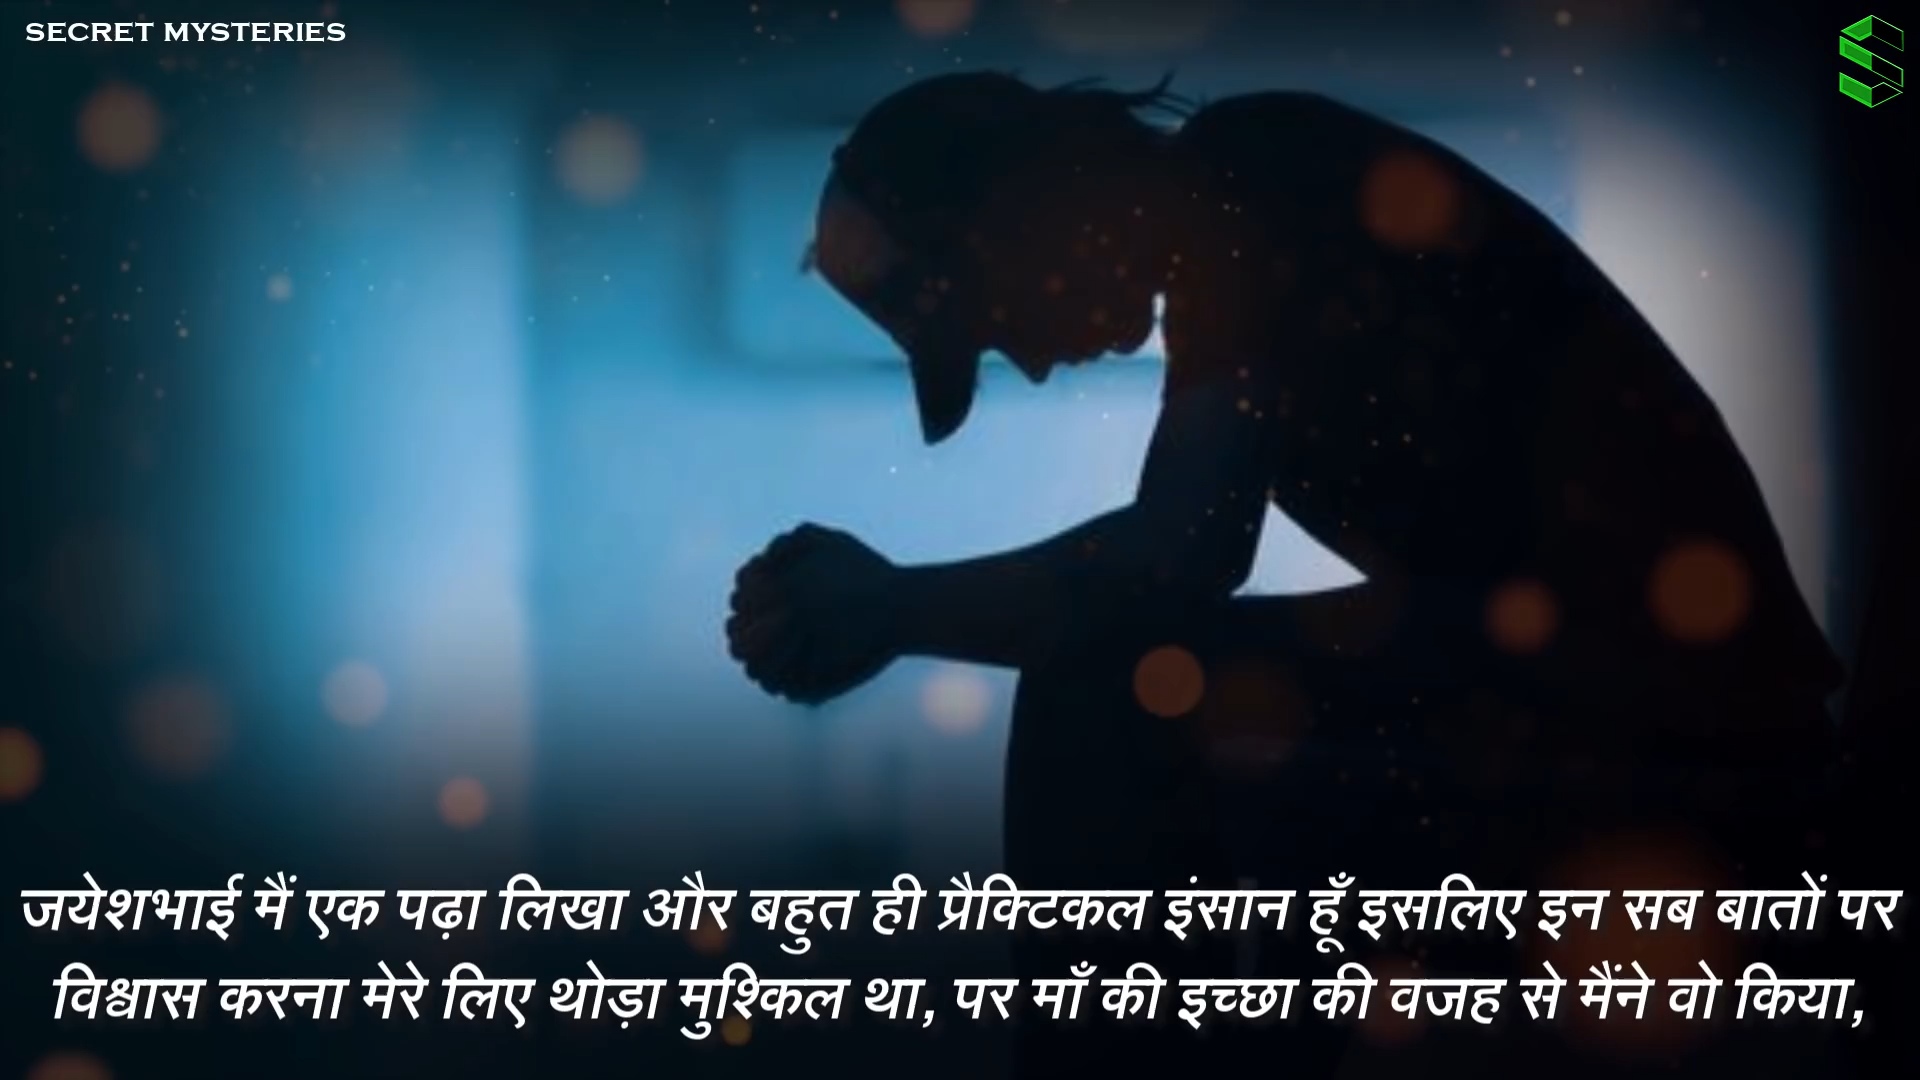 SECRET MYSTERIES
जयेशभाई मैं एक पढ़ा लिखा और बहुत ही प्रैक्टिकल इंसान हूँ इसलिए इन सब बातों पर
विश्वास करना मेरे लिए थोड़ा मुश्किल था, पर माँ की इच्छा की वजह से मैंने वो किया,